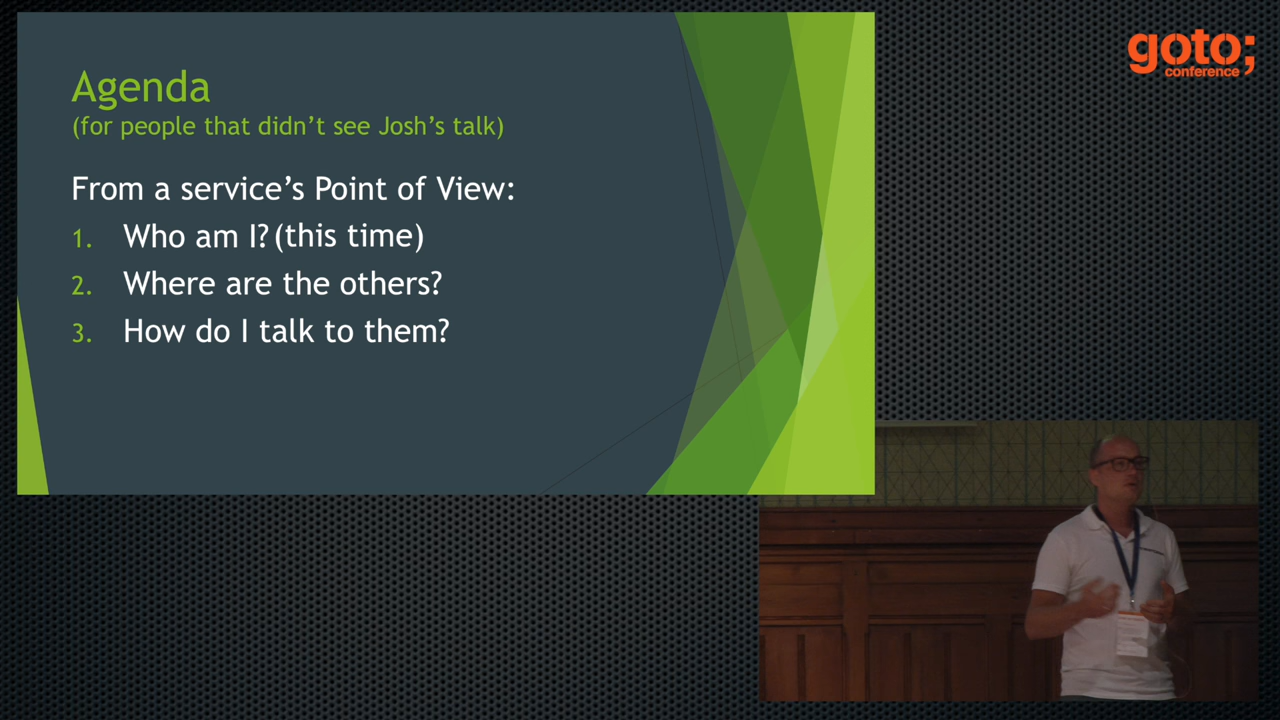 Agenda
(for people that didn't see Josh's talk)
From a service's Point of View:
1. Who am I? (this time)
2. Where are the others?
3. How do I talk to them?
goto;
conference